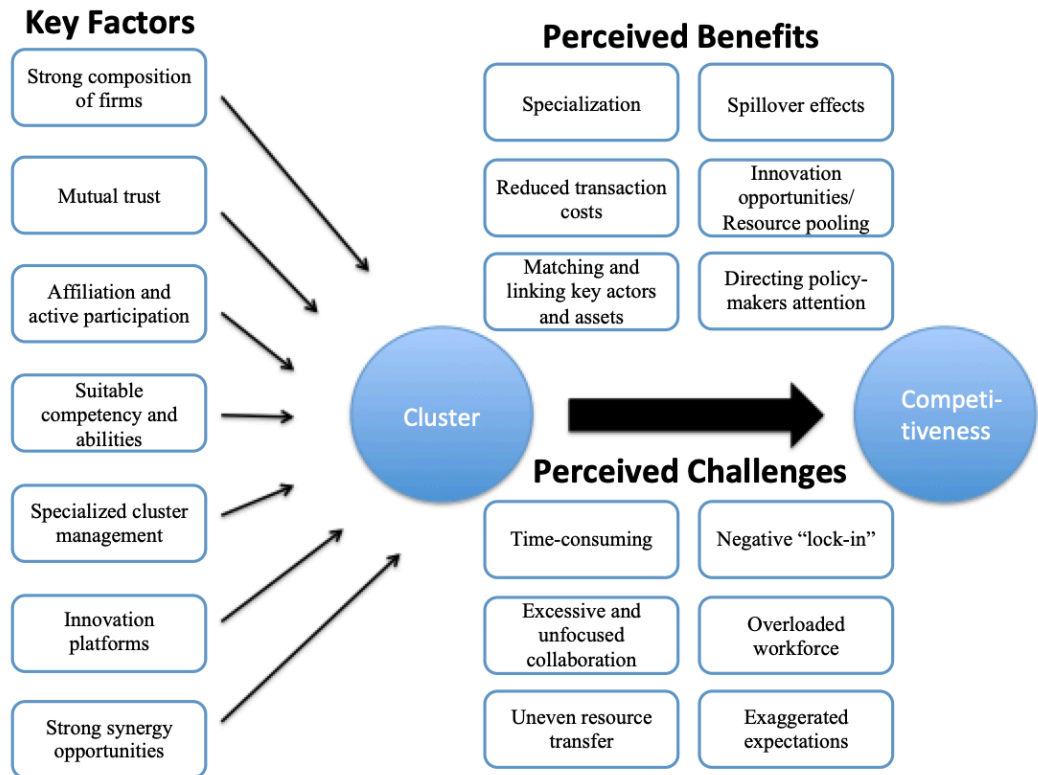 Key Factors
Strong composition
of firms
Mutual trust
Affiliation and
active participation
Suitable
competency and
abilities
Specialized cluster
management
Innovation
platforms
Strong synergy
opportunities
Cluster
Perceived Benefits
Specialization
Spillover effects
Reduced transaction
costs
Innovation
opportunities/
Resource pooling
Matching and
linking key actors
and assets
Directing policy-
makers attention
Competi-
tiveness
Perceived Challenges
Time-consuming
Negative “lock-in”
Excessive and
unfocused
collaboration
Overloaded
workforce
Uneven resource
transfer
Exaggerated
expectations